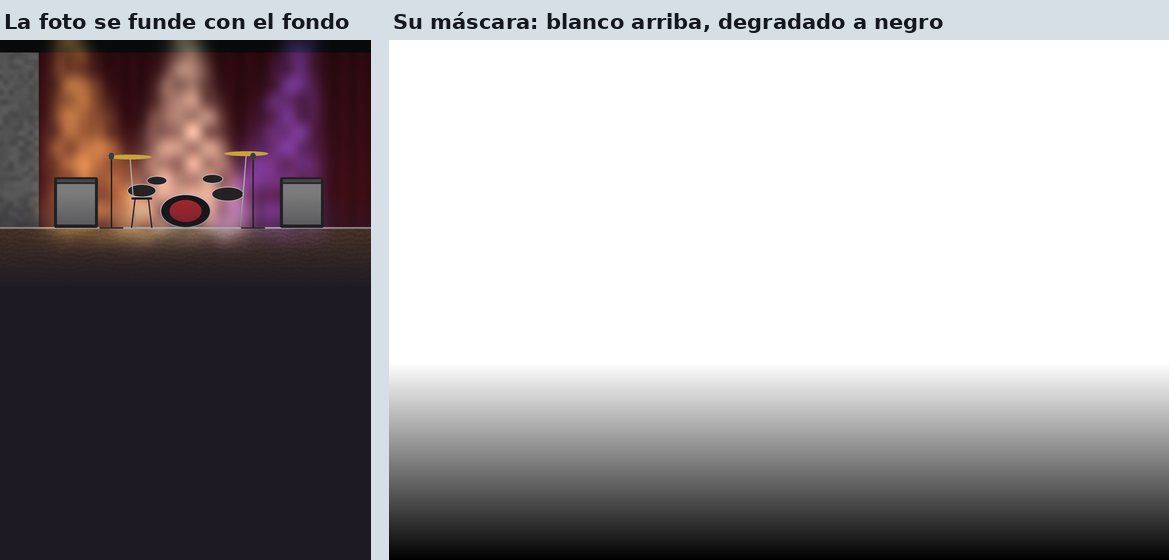 La foto se funde con el fondo
Su máscara: blanco arriba, degradado a negro